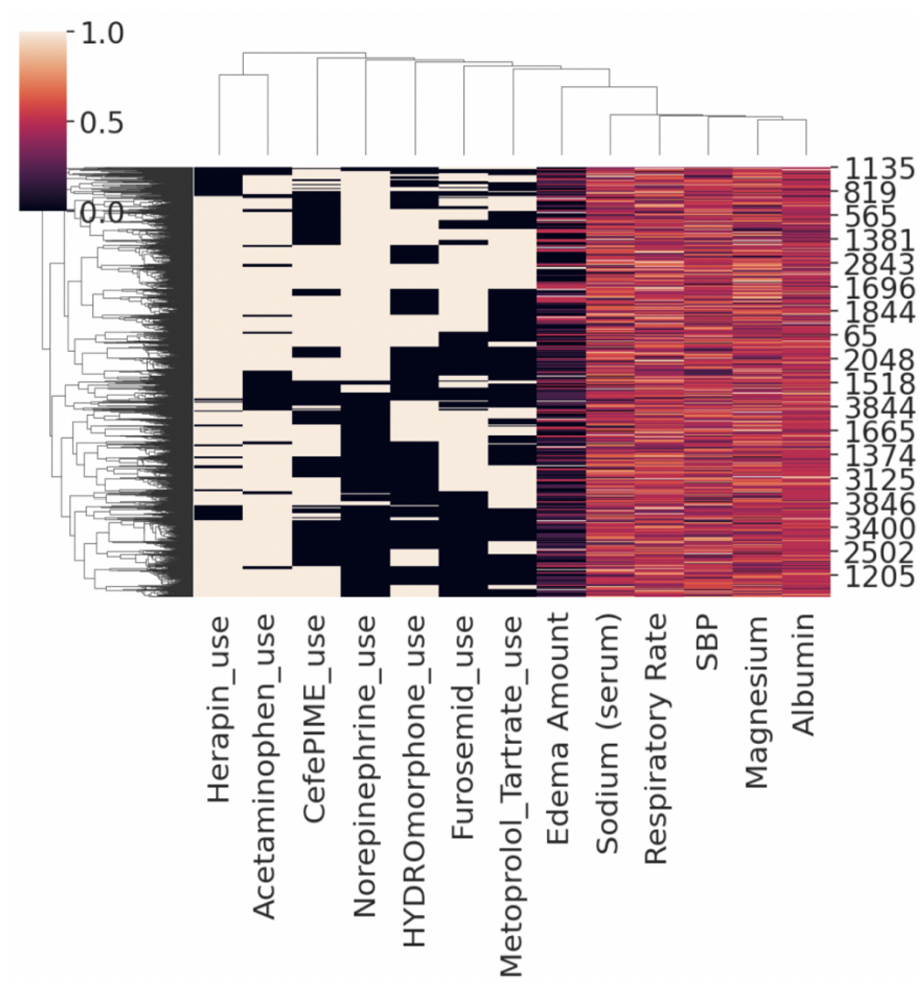 1.0
0.5
0.0
1135
819
565
1381
2843
1696
1844
65
2048
1518
3844
1665
1374
3125
3846
3400
2502
1205
Herapin_use
Acetaminophen_use
CefePIME_use
Norepinephrine_use
HYDROmorphone_use
Furosemid_use
Metoprolol_Tartrate_use
Edema Amount
Sodium (serum)
Respiratory Rate
SBP
Magnesium
Albumin